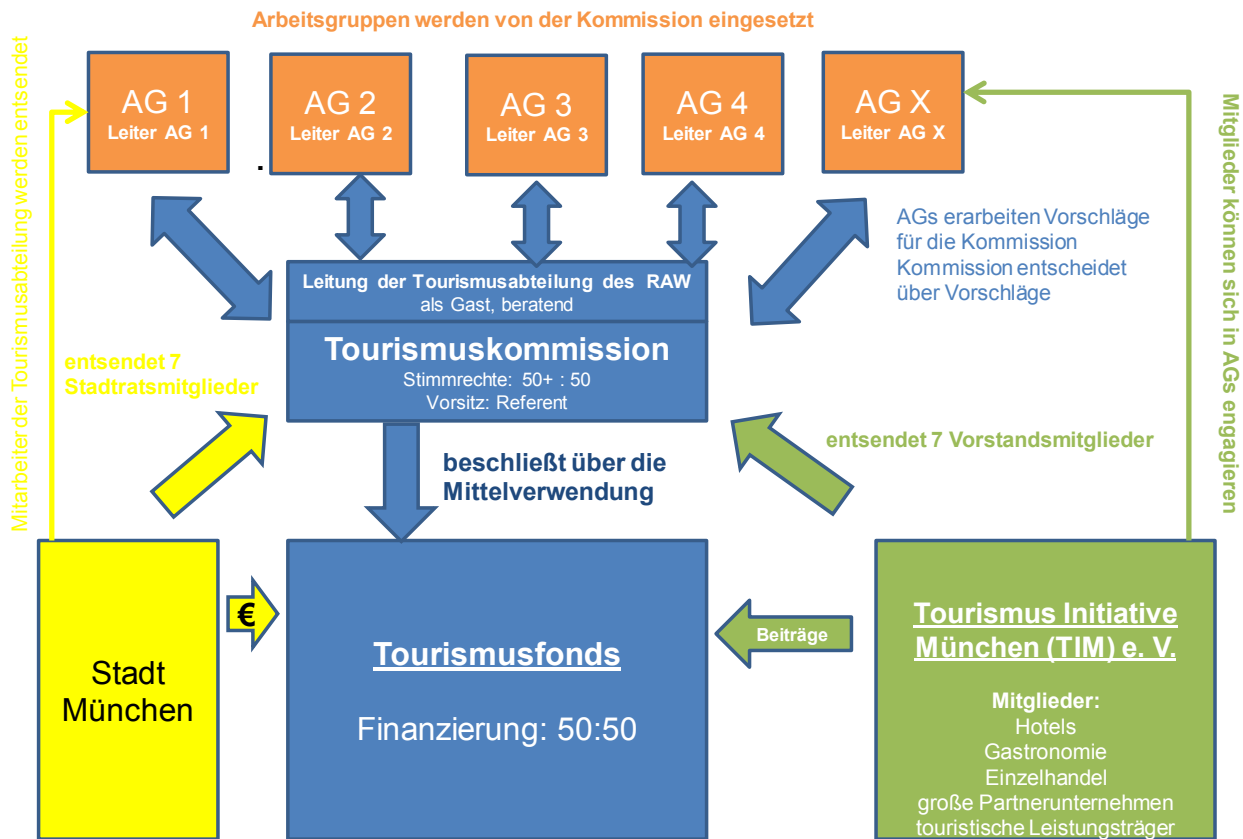 Arbeitsgruppen werden von der Kommission eingesetzt
Mitarbeiter der Tourismusabteilung werden entsendet
AG 1
Leiter AG 1
.
AG 2
Leiter AG 2
AG 3
Leiter AG 3
AG 4
Leiter AG 4
AG X
Leiter AG X
Mitglieder können sich in AGs engagieren
AGs erarbeiten Vorschläge
für die Kommission
Kommission entscheidet
über Vorschläge
Leitung der Tourismusabteilung des RAW
als Gast, beratend
Tourismuskommission
Stimmrechte: 50+ : 50
Vorsitz: Referent
entsendet 7
Stadtratsmitglieder
entsendet 7 Vorstandsmitglieder
beschließt über die
Mittelverwendung
Stadt
München
€
Tourismusfonds
Finanzierung: 50:50
Beiträge
Tourismus Initiative
München (TIM) e. V.
Mitglieder:
Hotels
Gastronomie
Einzelhandel
große Partnerunternehmen
touristische Leistungsträger